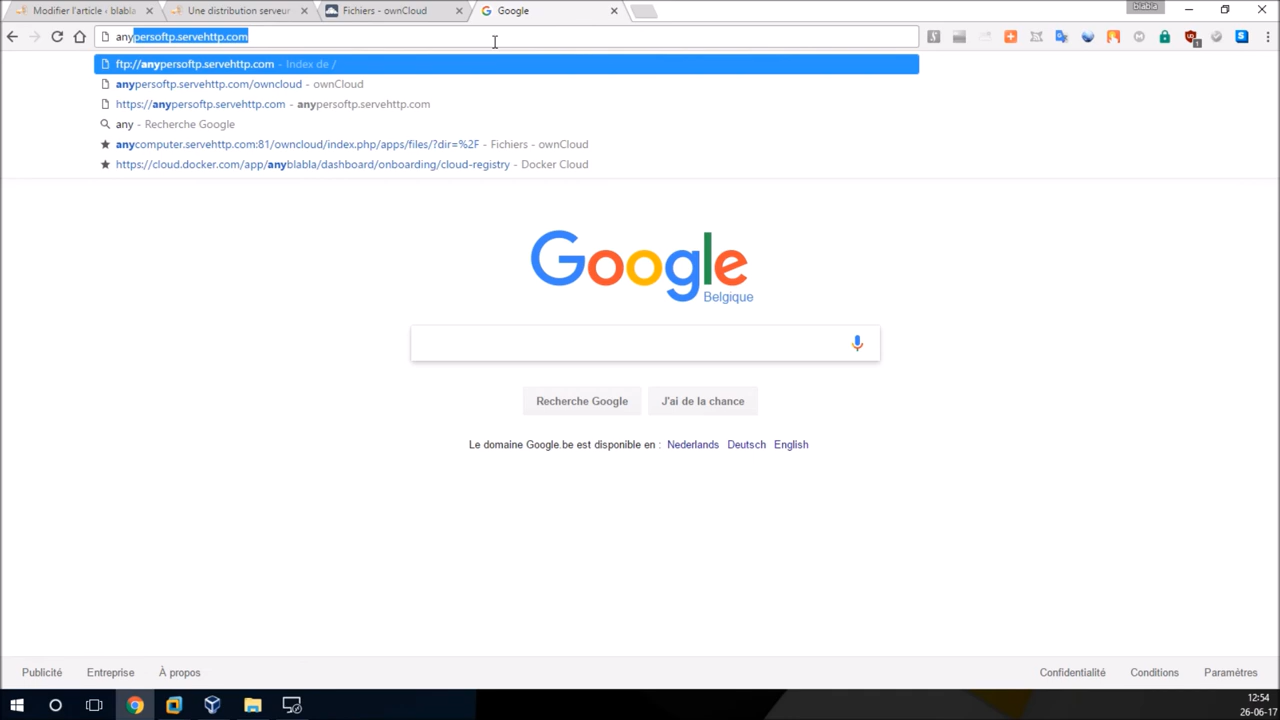 Modifier l'article ‹ blabla
Une distribution serveur
Fichiers - ownCloud
Google
blabla
anypersoftp.servehttp.com
ftp://anypersoftp.servehttp.com - Index de /
anypersoftp.servehttp.com/owncloud - ownCloud
https://anypersoftp.servehttp.com - anypersoftp.servehttp.com
any - Recherche Google
anycomputer.servehttp.com:81/owncloud/index.php/apps/files/?dir=%2F - Fichiers - ownCloud
https://cloud.docker.com/app/anyblabla/dashboard/onboarding/cloud-registry - Docker Cloud
Google
Belgique
Recherche Google
J'ai de la chance
Le domaine Google.be est disponible en : Nederlands Deutsch English
Publicité
Entreprise
À propos
Confidentialité
Conditions
Paramètres
12:54
26-06-17